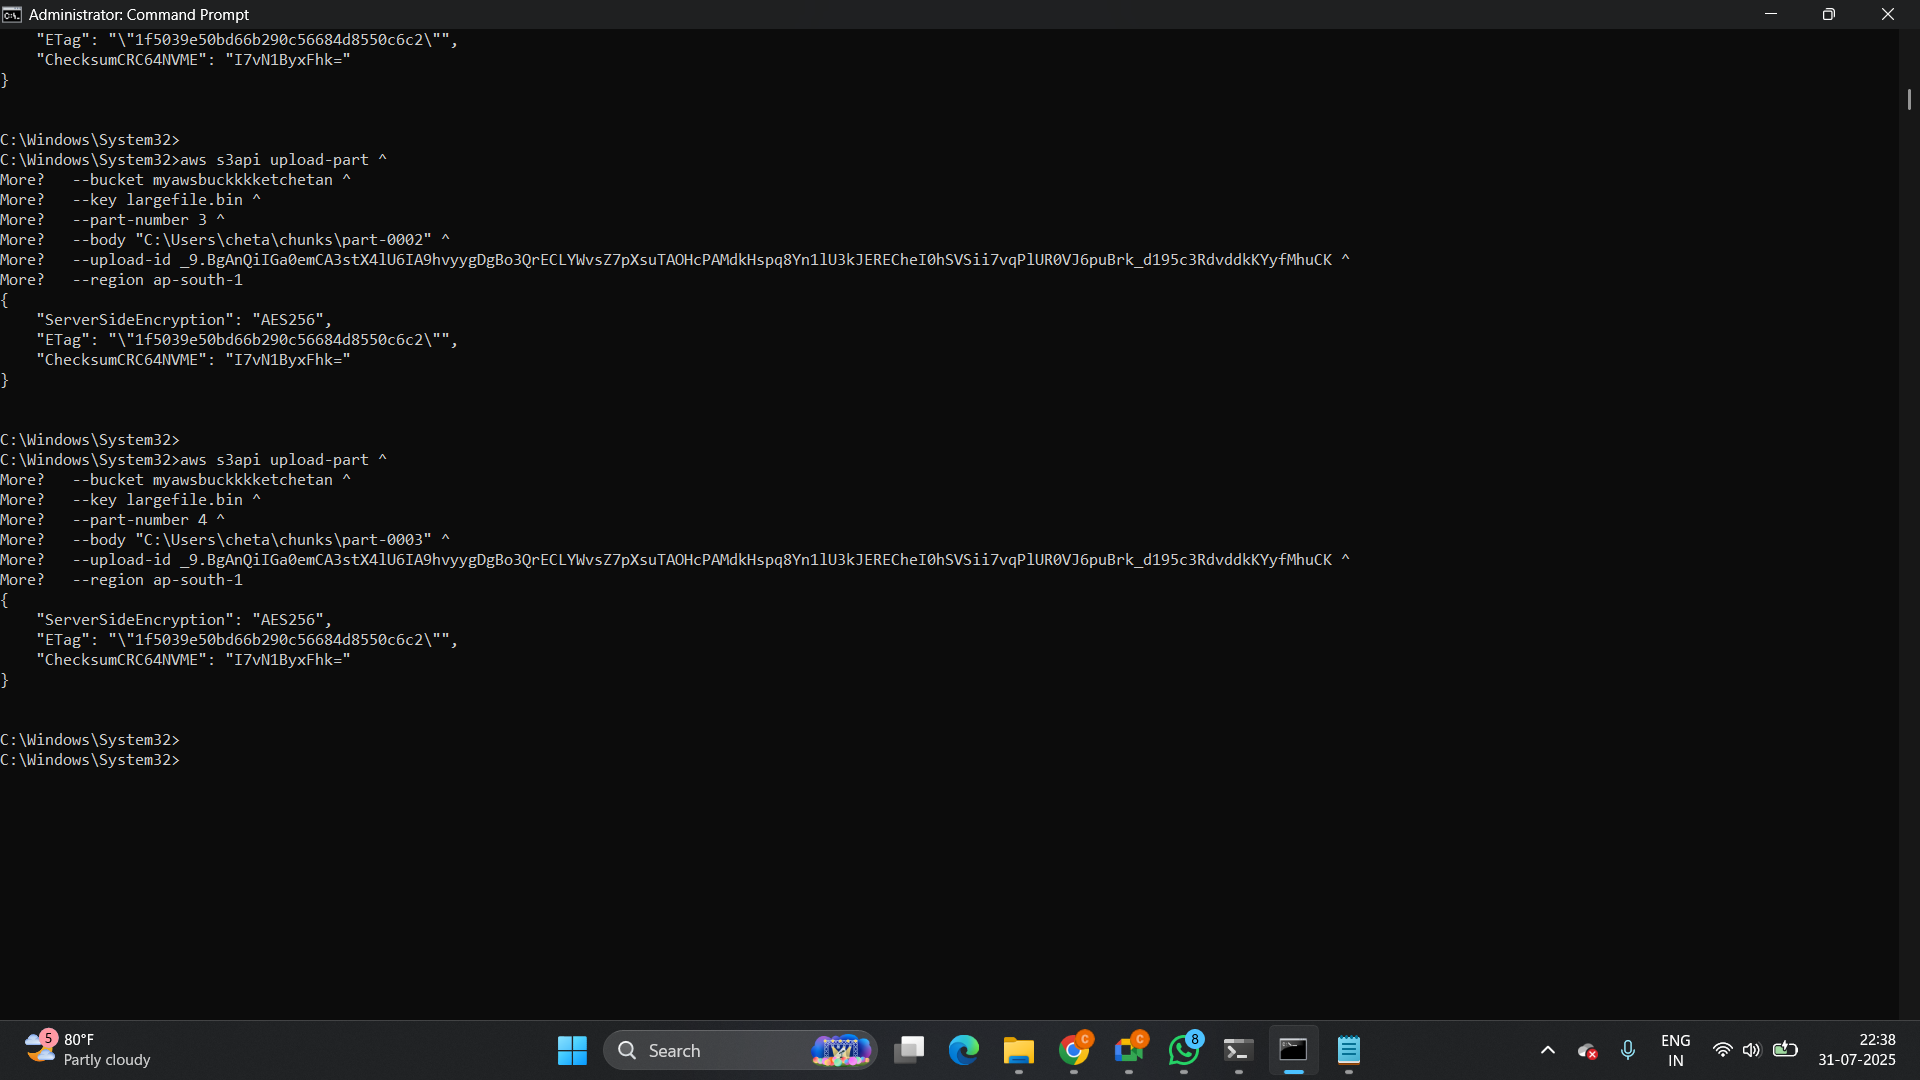 Administrator: Command Prompt
    "ETag": "\"1f5039e50bd66b290c56684d8550c6c2\"",
    "ChecksumCRC64NVME": "I7vN1ByxFhk="
}
C:\Windows\System32>
C:\Windows\System32>aws s3api upload-part ^
More?   --bucket myawsbuckkkketchetan ^
More?   --key largefile.bin ^
More?   --part-number 3 ^
More?   --body "C:\Users\cheta\chunks\part-0002" ^
More?   --upload-id _9.BgAnQiIGa0emCA3stX4lU6IA9hvyygDgBo3QrECLYWvsZ7pXsuTAOHcPAMdkHspq8Yn1lU3kJERECheI0hSVSii7vqPlUR0VJ6puBrk_d195c3RdvddkKYyfMhuCK ^
More?   --region ap-south-1
{
    "ServerSideEncryption": "AES256",
    "ETag": "\"1f5039e50bd66b290c56684d8550c6c2\"",
    "ChecksumCRC64NVME": "I7vN1ByxFhk="
}
C:\Windows\System32>
C:\Windows\System32>aws s3api upload-part ^
More?   --bucket myawsbuckkkketchetan ^
More?   --key largefile.bin ^
More?   --part-number 4 ^
More?   --body "C:\Users\cheta\chunks\part-0003" ^
More?   --upload-id _9.BgAnQiIGa0emCA3stX4lU6IA9hvyygDgBo3QrECLYWvsZ7pXsuTAOHcPAMdkHspq8Yn1lU3kJERECheI0hSVSii7vqPlUR0VJ6puBrk_d195c3RdvddkKYyfMhuCK ^
More?   --region ap-south-1
{
    "ServerSideEncryption": "AES256",
    "ETag": "\"1f5039e50bd66b290c56684d8550c6c2\"",
    "ChecksumCRC64NVME": "I7vN1ByxFhk="
}
C:\Windows\System32>
C:\Windows\System32>
5
80°F
Partly cloudy
Search
C
C
8
ENG
IN
22:38
31-07-2025